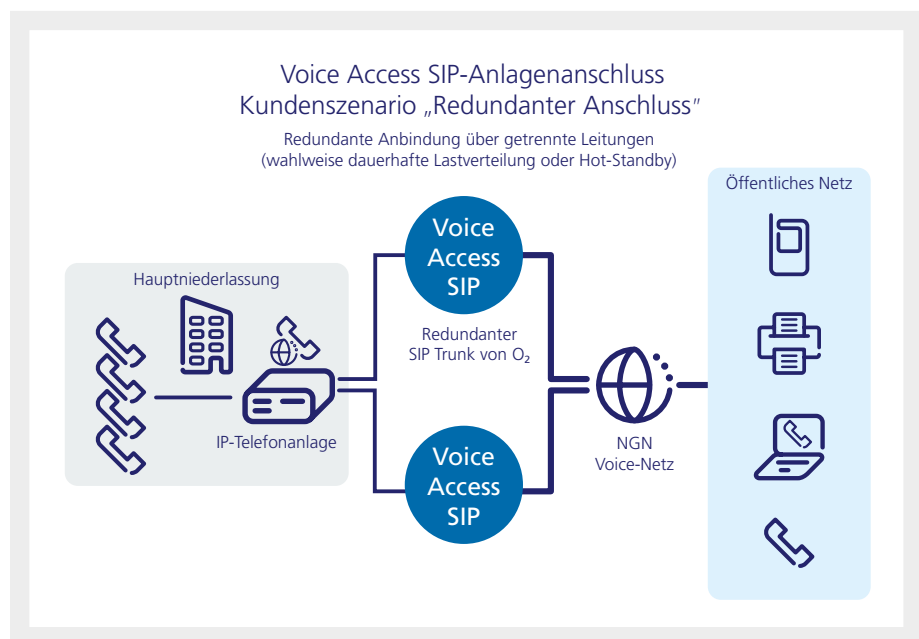 Voice Access SIP-Anlagenanschluss
Kundenszenario „Redundanter Anschluss“
Redundante Anbindung über getrennte Leitungen
(wahlweise dauerhafte Lastverteilung oder Hot-Standby)
Öffentliches Netz
Hauptniederlassung
IP-Telefonanlage
Voice
Access
SIP
Redundanter
SIP Trunk von O₂
Voice
Access
SIP
NGN
Voice-Netz